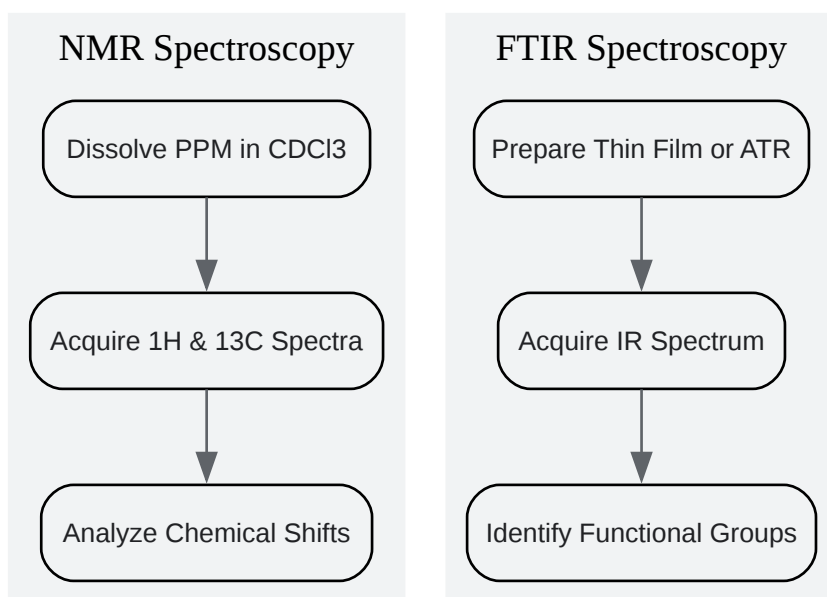 NMR Spectroscopy
Dissolve PPM in CDCl3
Acquire 1H & 13C Spectra
Analyze Chemical Shifts
FTIR Spectroscopy
Prepare Thin Film or ATR
Acquire IR Spectrum
Identify Functional Groups